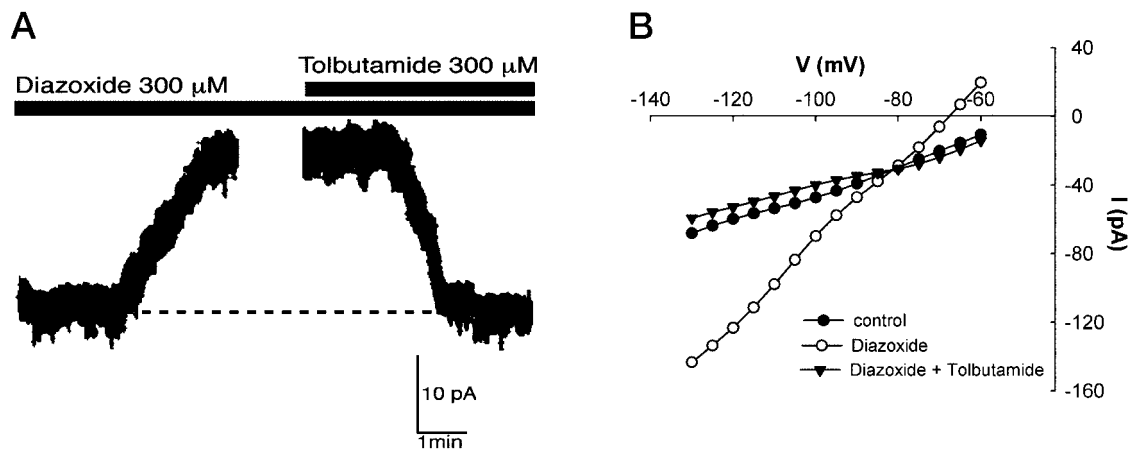 A
Diazoxide 300 μM
Tolbutamide 300 μM
10 pA
1min
B
V (mV)
-140 -120 -100 -80 -60
40
0
-40
-80
-120
-160
I (pA)
control
Diazoxide
Diazoxide + Tolbutamide